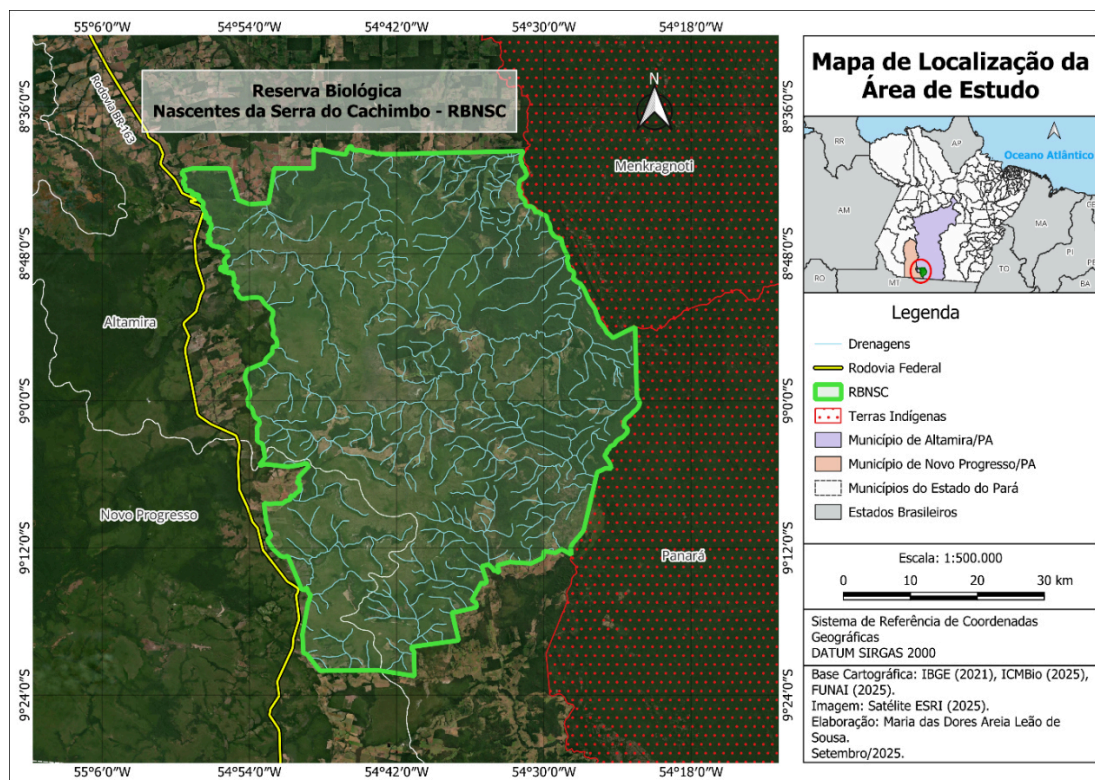 55°6'0"W 54°54'0"W 54°42'0"W 54°30'0"W 54°18'0"W
8°36'0"S
8°48'0"S
9°0'0"S
9°12'0"S
9°24'0"S
Reserva Biológica
Nascentes da Serra do Cachimbo - RBNSC
Rodovia BR-163
N
Menkragnoti
Altamira
Novo Progresso
Panará
8°36'0"S
8°48'0"S
9°0'0"S
9°12'0"S
9°24'0"S
55°6'0"W 54°54'0"W 54°42'0"W 54°30'0"W 54°18'0"W
Mapa de Localização da
Área de Estudo
RR
AP
Oceano Atlântico
AM
MA
CE
PI
PE
RO
MT
TO
BA
Legenda
Drenagens
Rodovia Federal
RBNSC
Terras Indígenas
Município de Altamira/PA
Município de Novo Progresso/PA
Municípios do Estado do Pará
Estados Brasileiros
Escala: 1:500.000
0 10 20 30 km
Sistema de Referência de Coordenadas
Geográficas
DATUM SIRGAS 2000
Base Cartográfica: IBGE (2021), ICMBio (2025),
FUNAI (2025).
Imagem: Satélite ESRI (2025).
Elaboração: Maria das Dores Areia Leão de
Sousa.
Setembro/2025.